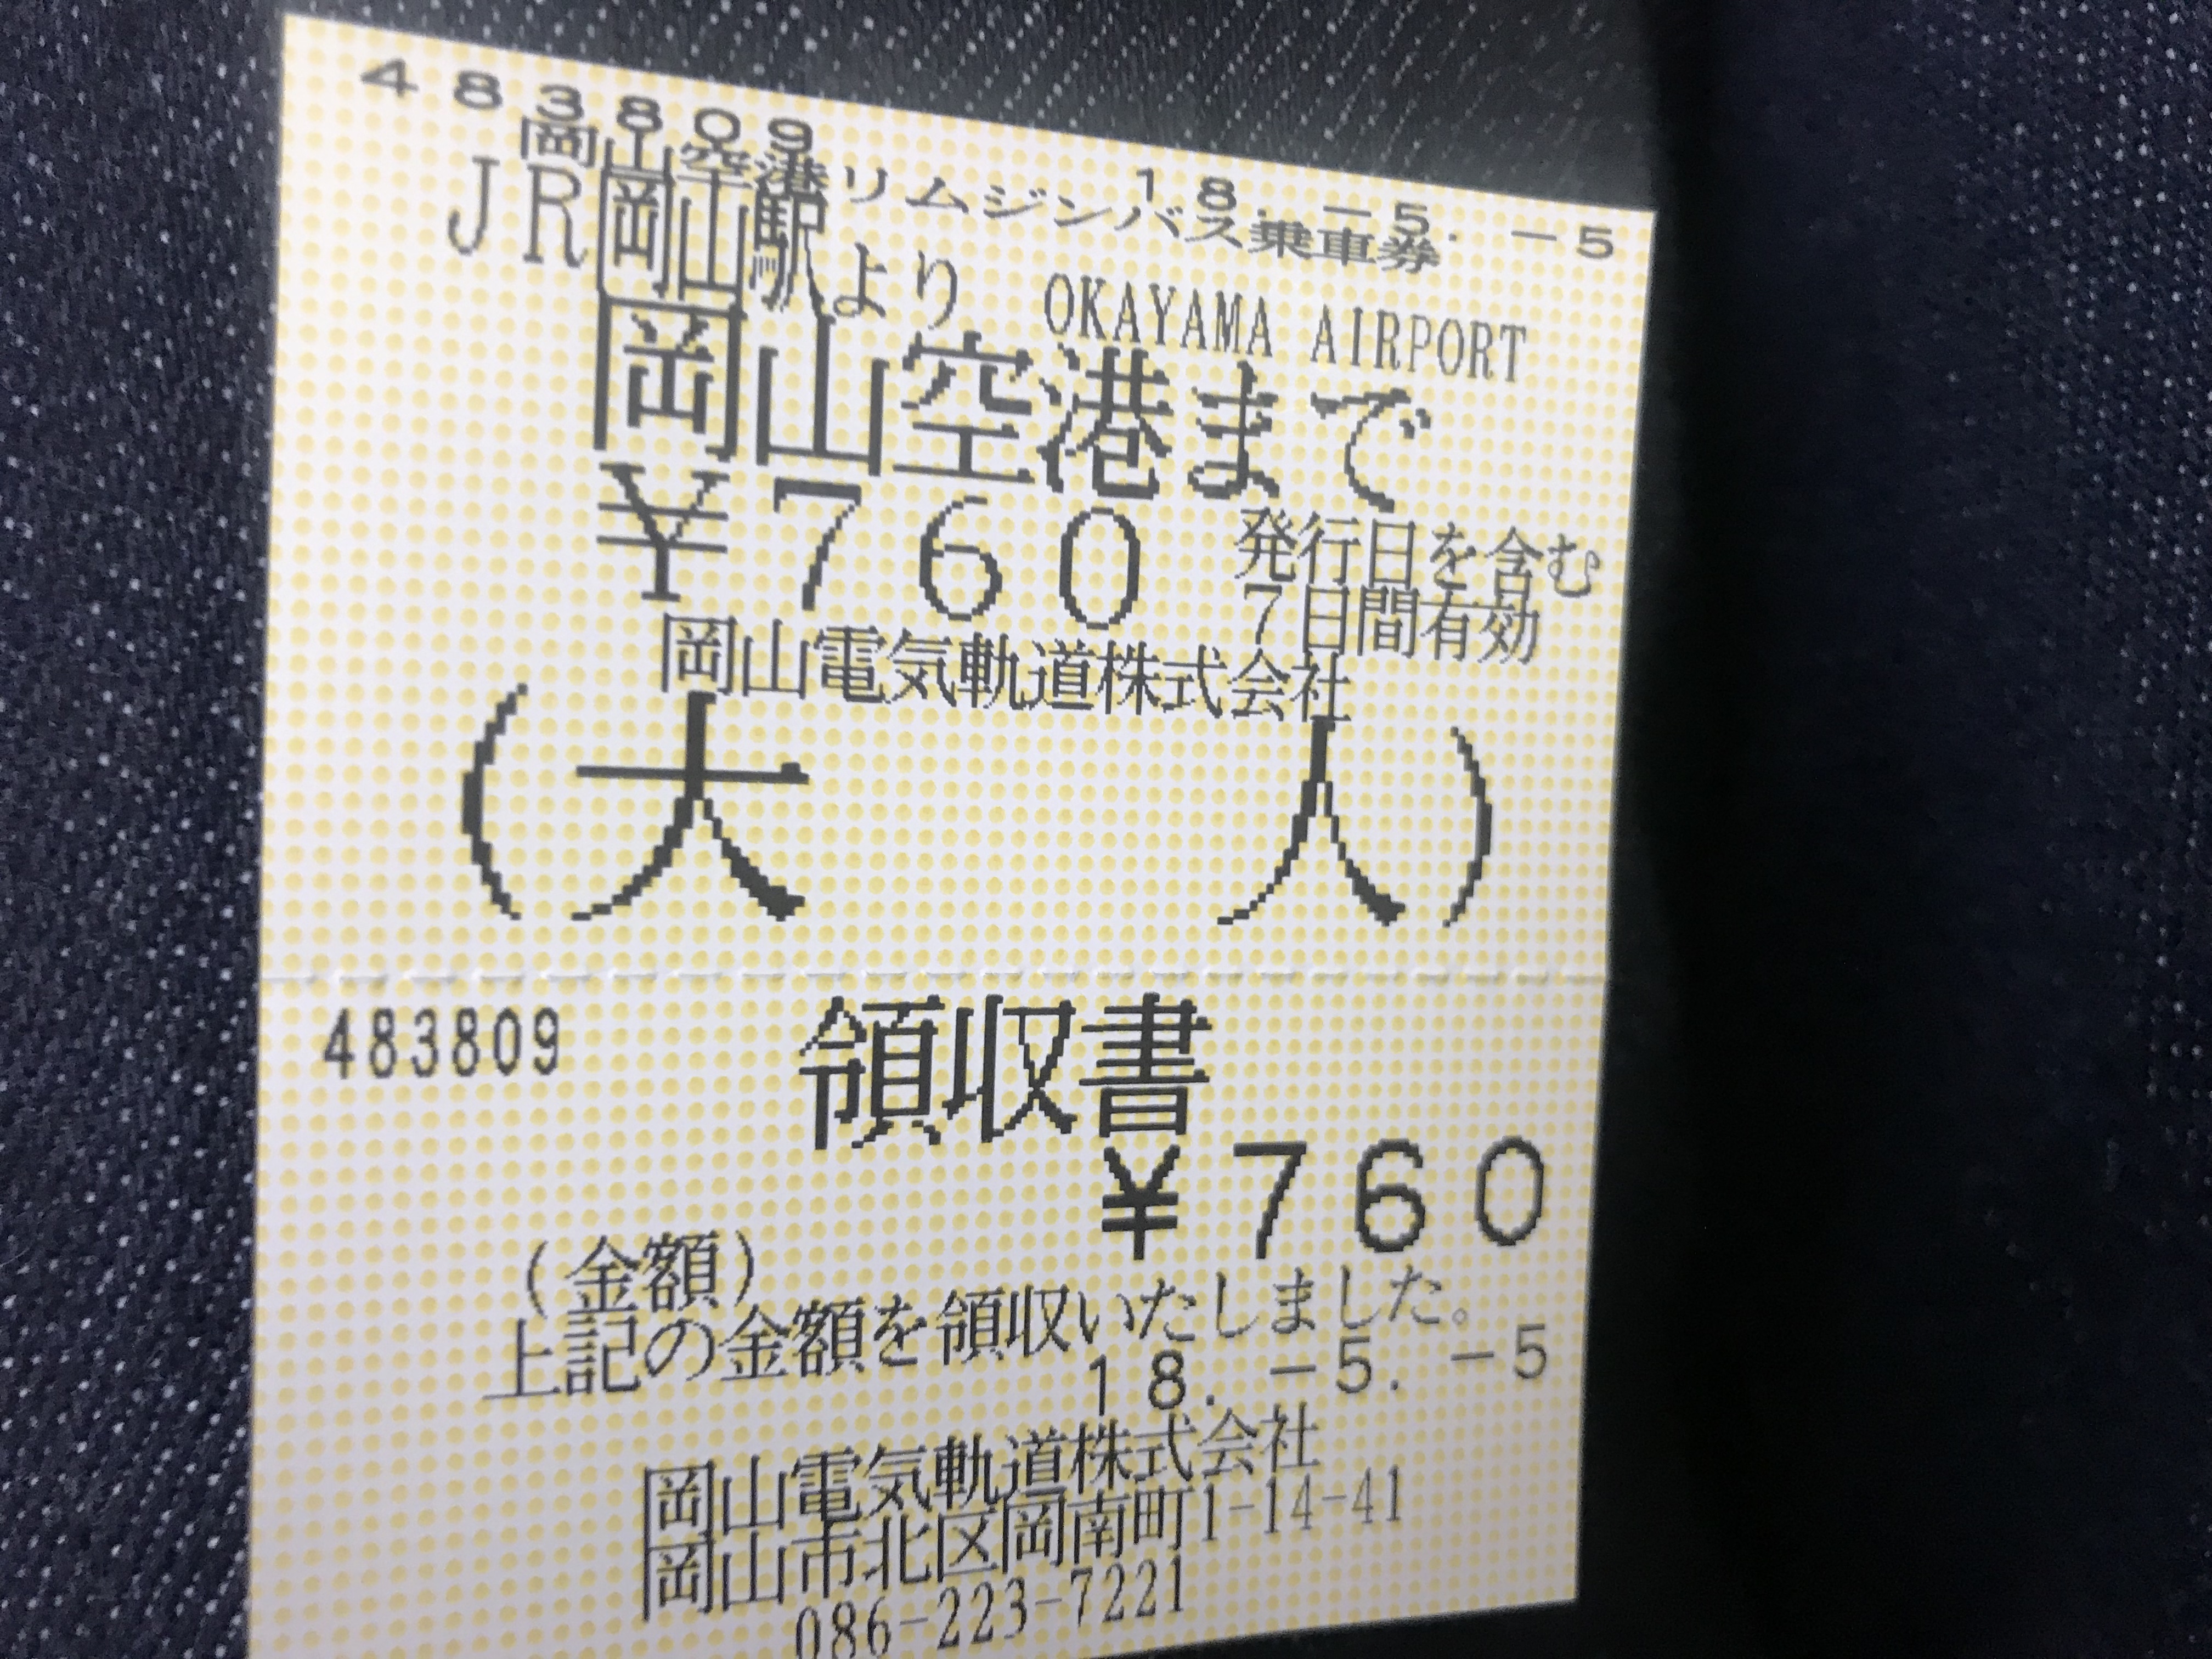 483809
18.-5.-5
岡山空港リムジンバス乗車券
JR岡山駅より OKAYAMA AIRPORT
岡山空港まで
¥760 発行日を含む
7日間有効
岡山電気軌道株式会社
(大 人)
483809
領収書
¥760
(金額)
上記の金額を領収いたしました。
18.-5.-5
岡山電気軌道株式会社
岡山市北区岡南町1-14-41
086-223-7221